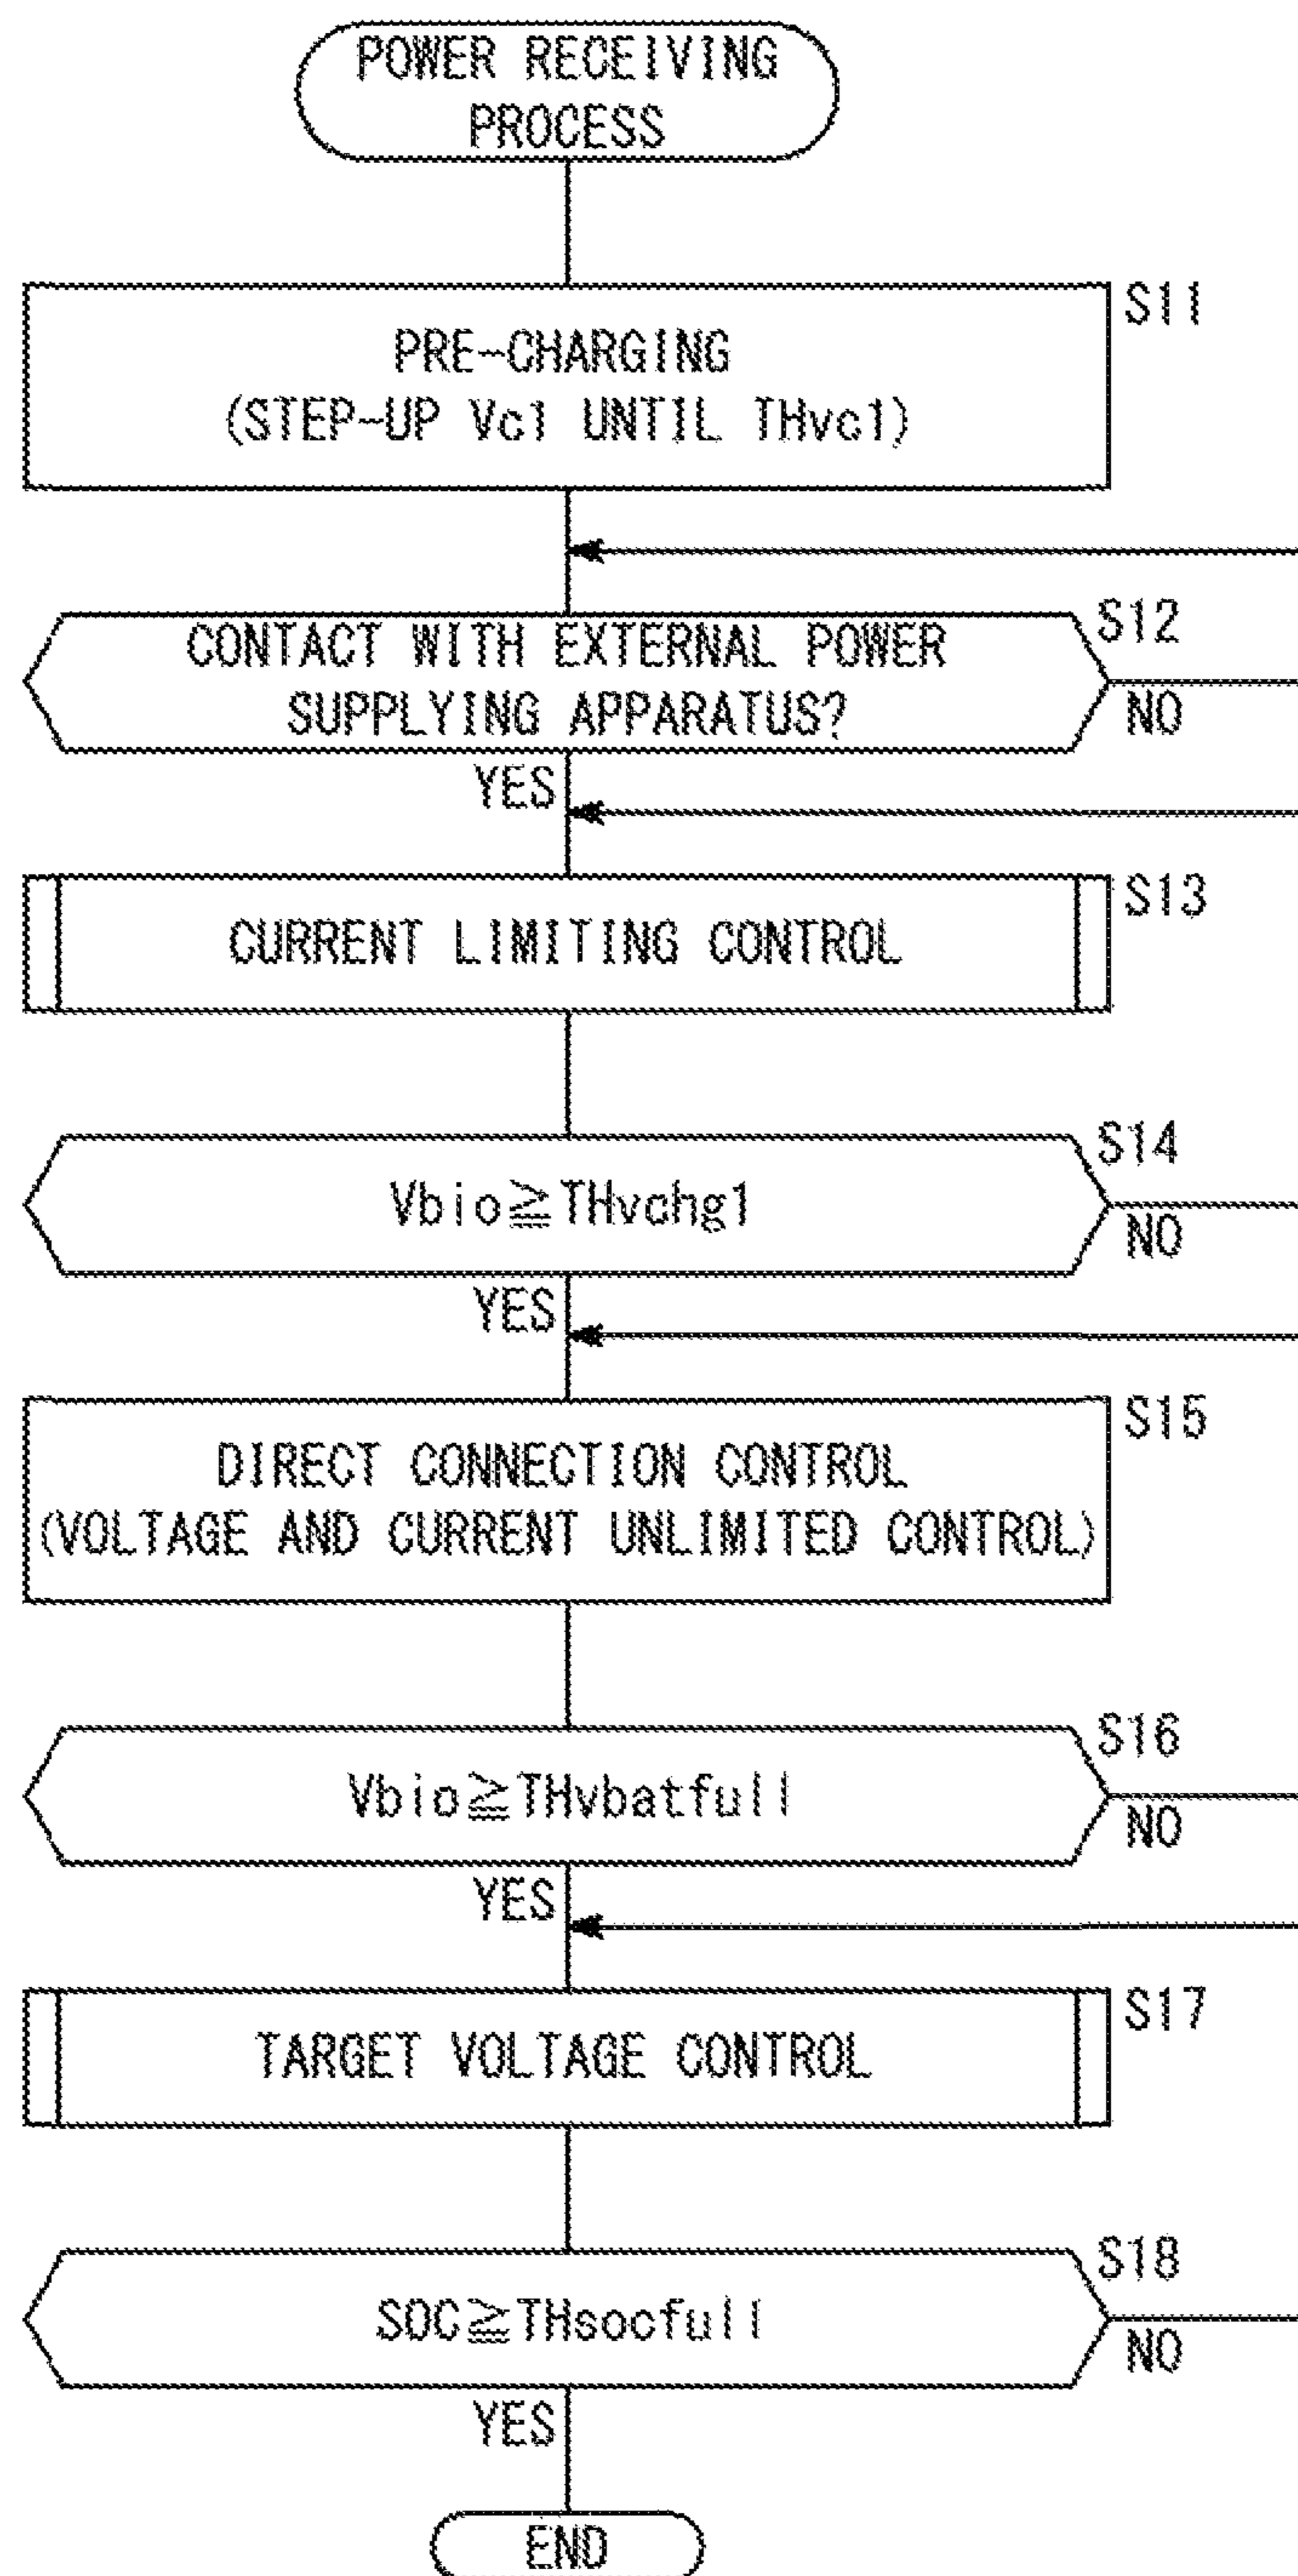 POWER RECEIVING
PROCESS
S11
PRE-CHARGING
(STEP-UP Vc1 UNTIL THvc1)
S12
CONTACT WITH EXTERNAL POWER
SUPPLYING APPARATUS?
NO
YES
S13
CURRENT LIMITING CONTROL
S14
Vbio≧THvchg1
NO
YES
S15
DIRECT CONNECTION CONTROL
(VOLTAGE AND CURRENT UNLIMITED CONTROL)
S16
Vbio≧THvbatfull
NO
YES
S17
TARGET VOLTAGE CONTROL
S18
SOC≧THsocfull
NO
YES
END